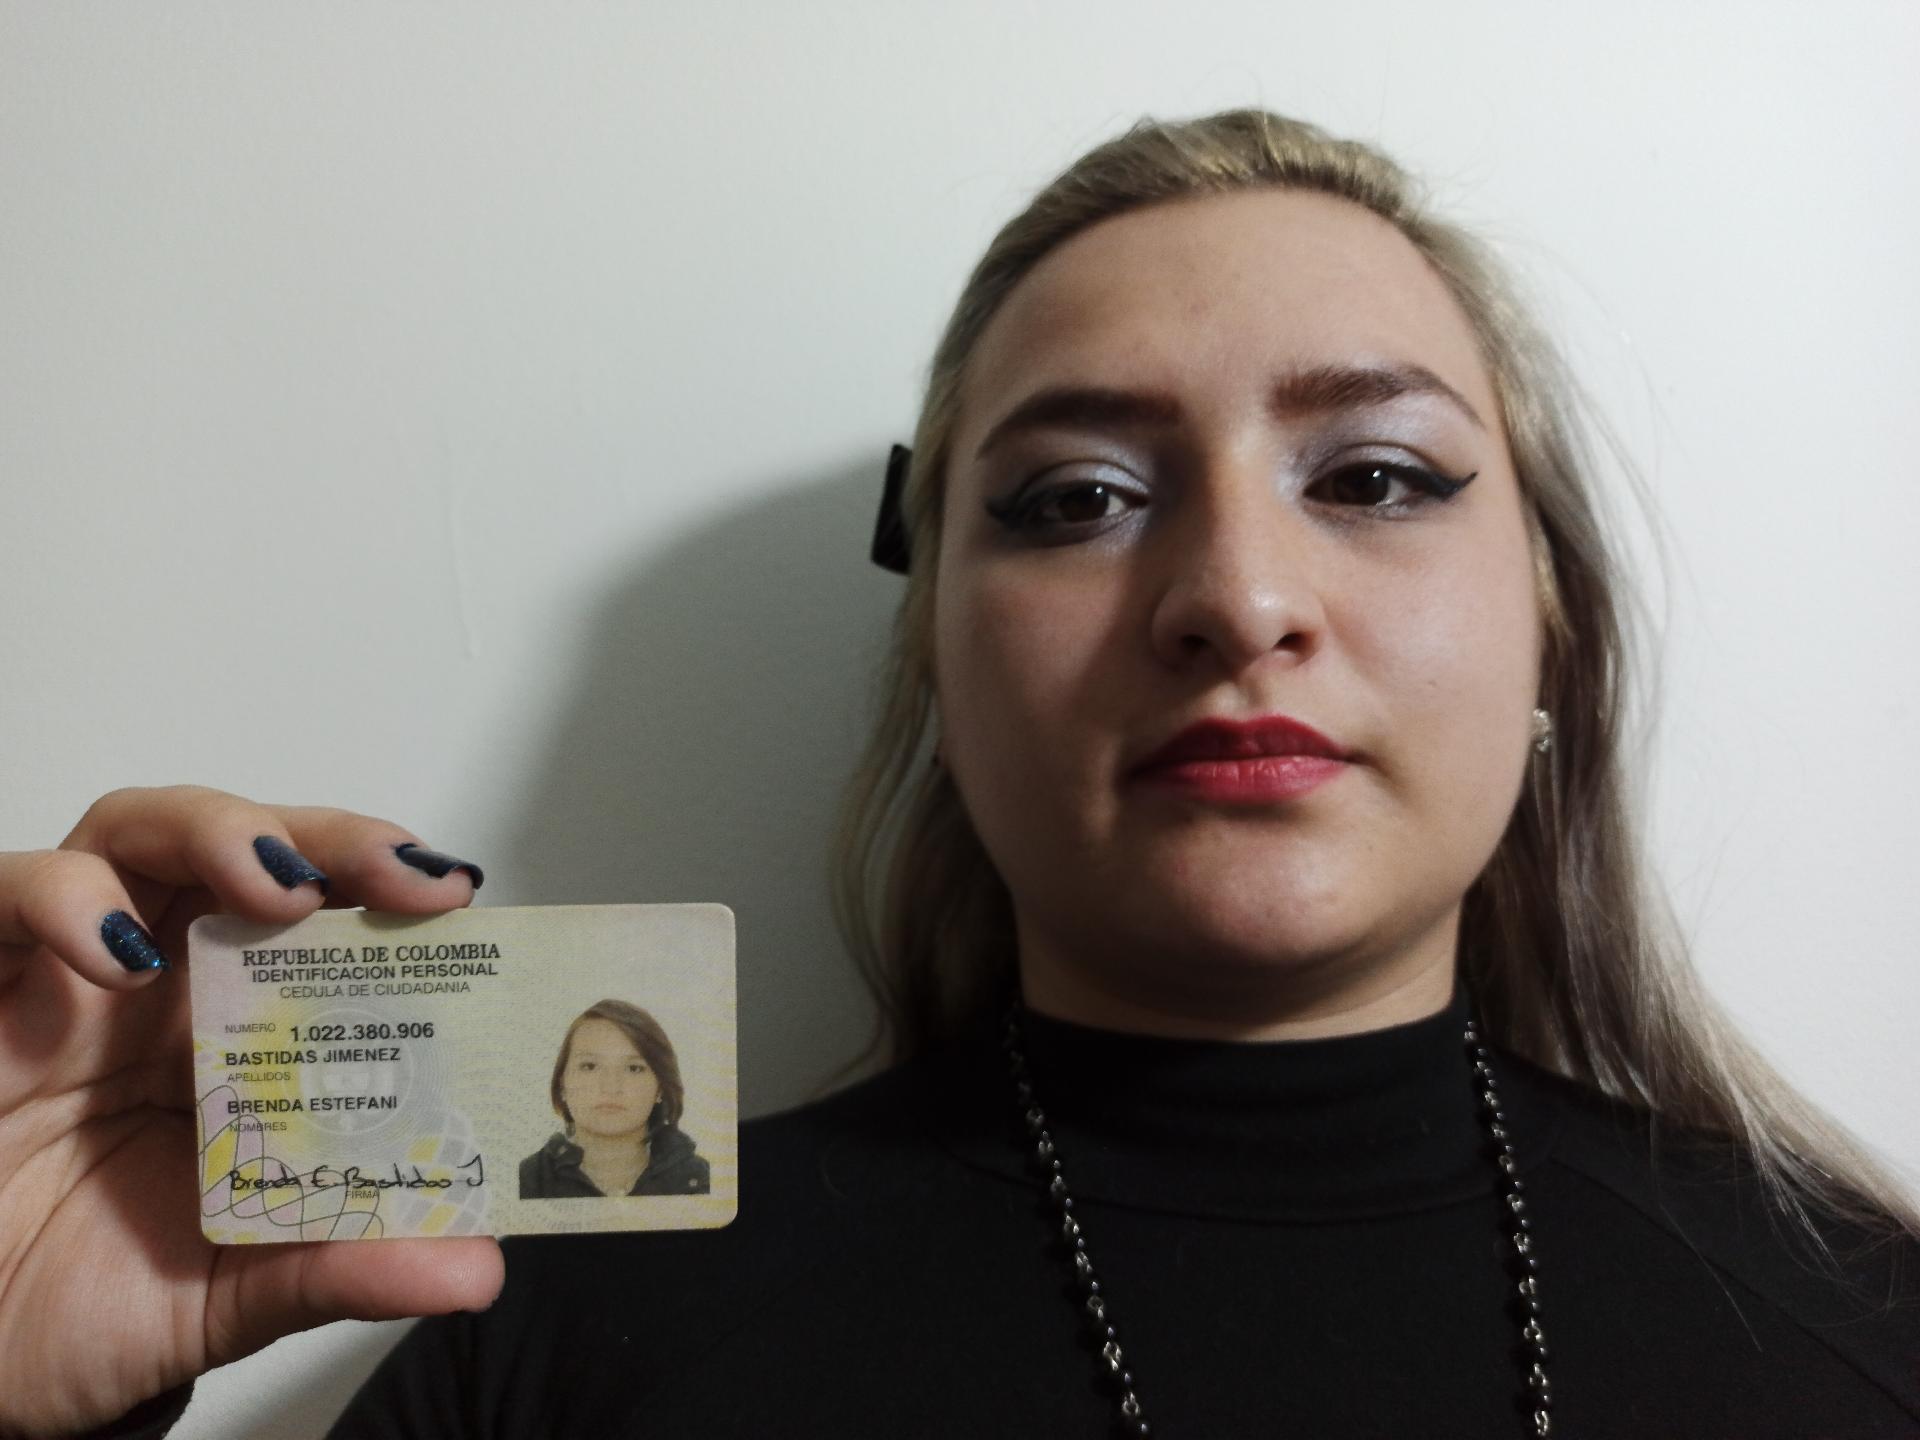 REPUBLICA DE COLOMBIA
IDENTIFICACION PERSONAL
CEDULA DE CIUDADANIA
NUMERO 1.022.380.906
BASTIDAS JIMENEZ
APELLIDOS
BRENDA ESTEFANI
NOMBRES
Brenda E. Bastidas J
FIRMA